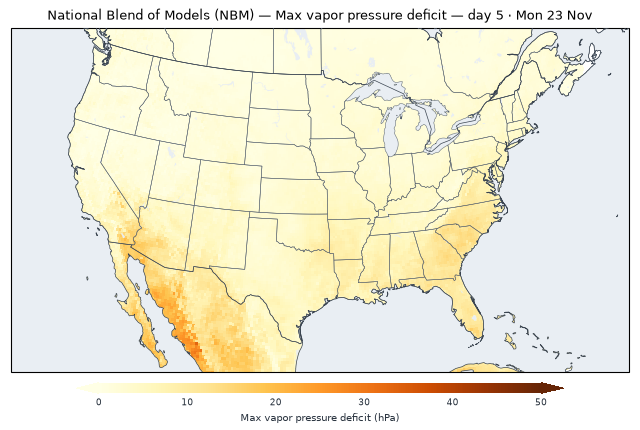 National Blend of Models (NBM) — Max vapor pressure deficit — day 5 · Mon 23 Nov
0 10 20 30 40 50
Max vapor pressure deficit (hPa)